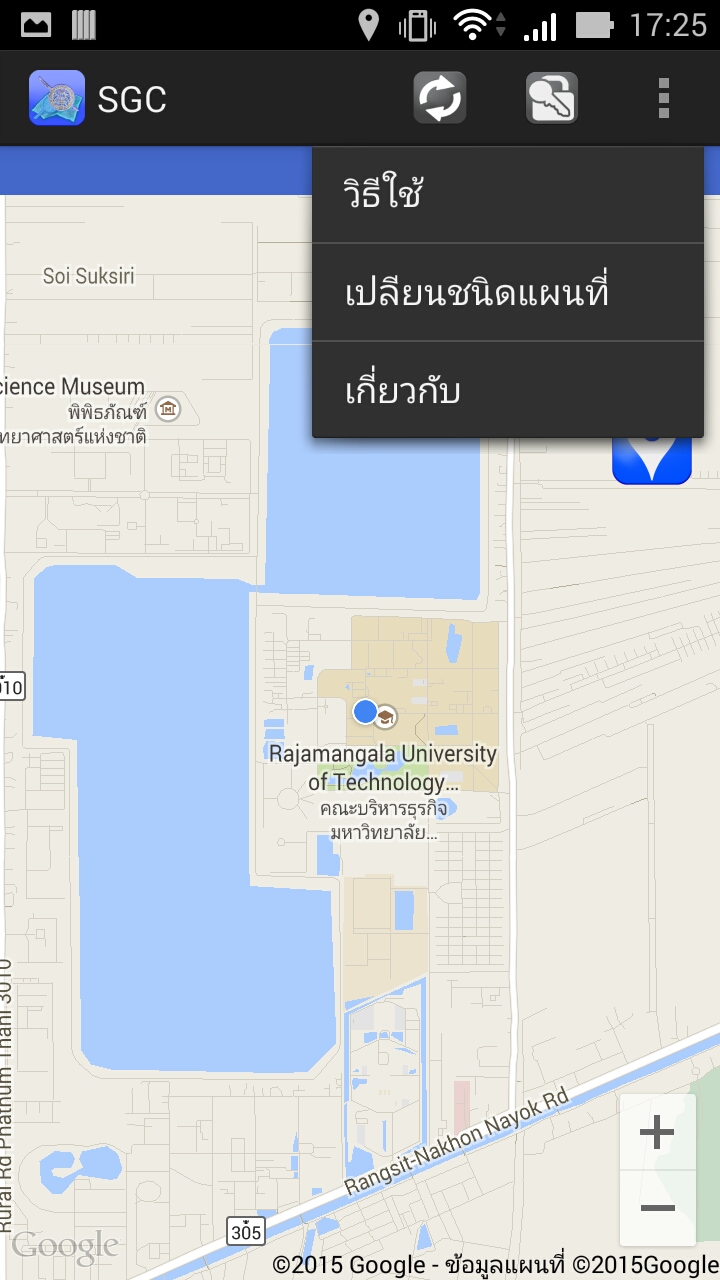 17:25
SGC
วิธีใช้
เปลี่ยนชนิดแผนที่
เกี่ยวกับ
Soi Suksiri
cience Museum
พิพิธภัณฑ์
ทยาศาสตร์แห่งชาติ
010
Rajamangala University
of Technology...
คณะบริหารธุรกิจ
มหาวิทยาลัย...
Rural Rd Phathum Thani 3010
Rangsit-Nakhon Nayok Rd
305
Google
©2015 Google - ข้อมูลแผนที่ ©2015Google